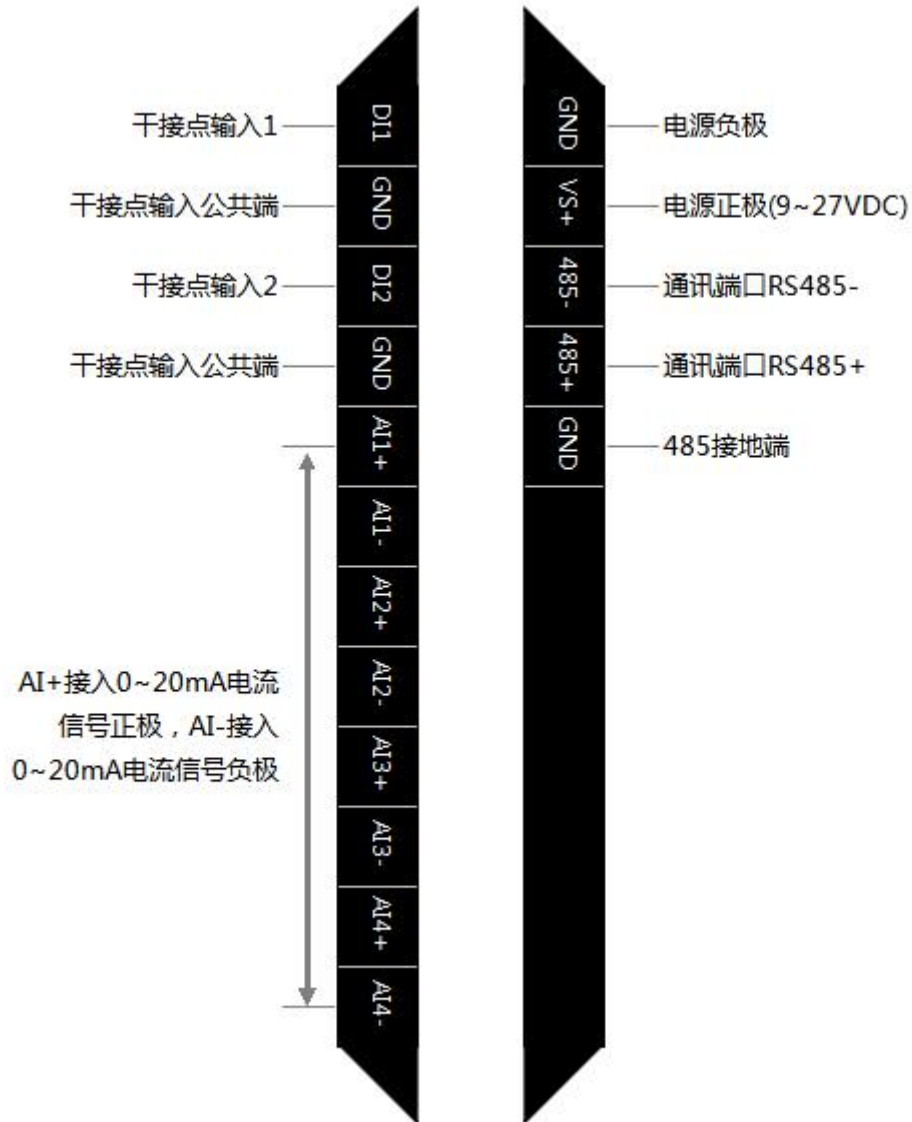 干接点输入1
DI1
干接点输入公共端
GND
干接点输入2
DI2
干接点输入公共端
GND
AI1+
AI1-
AI2+
AI2-
AI3+
AI3-
AI4+
AI4-
AI+接入0~20mA电流
信号正极，AI-接入
0~20mA电流信号负极
GND
电源负极
VS+
电源正极(9~27VDC)
485-
通讯端口RS485-
485+
通讯端口RS485+
GND
485接地端